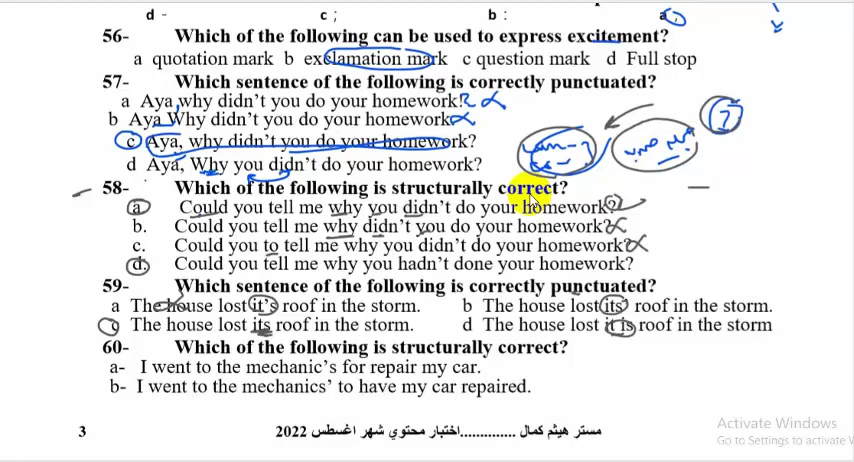 d - c ; b : a ,
56- Which of the following can be used to express excitement?
a quotation mark b exclamation mark c question mark d Full stop
57- Which sentence of the following is correctly punctuated?
a Aya,why didn't you do your homework!?
b Aya Why didn't you do your homework
c Aya, why didn't you do your homework?
d Aya, Why you didn't do your homework?
58- Which of the following is structurally correct?
a Could you tell me why you didn't do your homework?
b. Could you tell me why didn't you do your homework?
c. Could you to tell me why you didn't do your homework?
d. Could you tell me why you hadn't done your homework?
59- Which sentence of the following is correctly punctuated?
a The house lost it's roof in the storm. b The house lost its' roof in the storm.
c The house lost its roof in the storm. d The house lost it is roof in the storm
60- Which of the following is structurally correct?
a- I went to the mechanic's for repair my car.
b- I went to the mechanics' to have my car repaired.
3 مستر هيثم كمال ..............اختبار محتوي شهر اغسطس 2022
Activate Windows
Go to Settings to activate